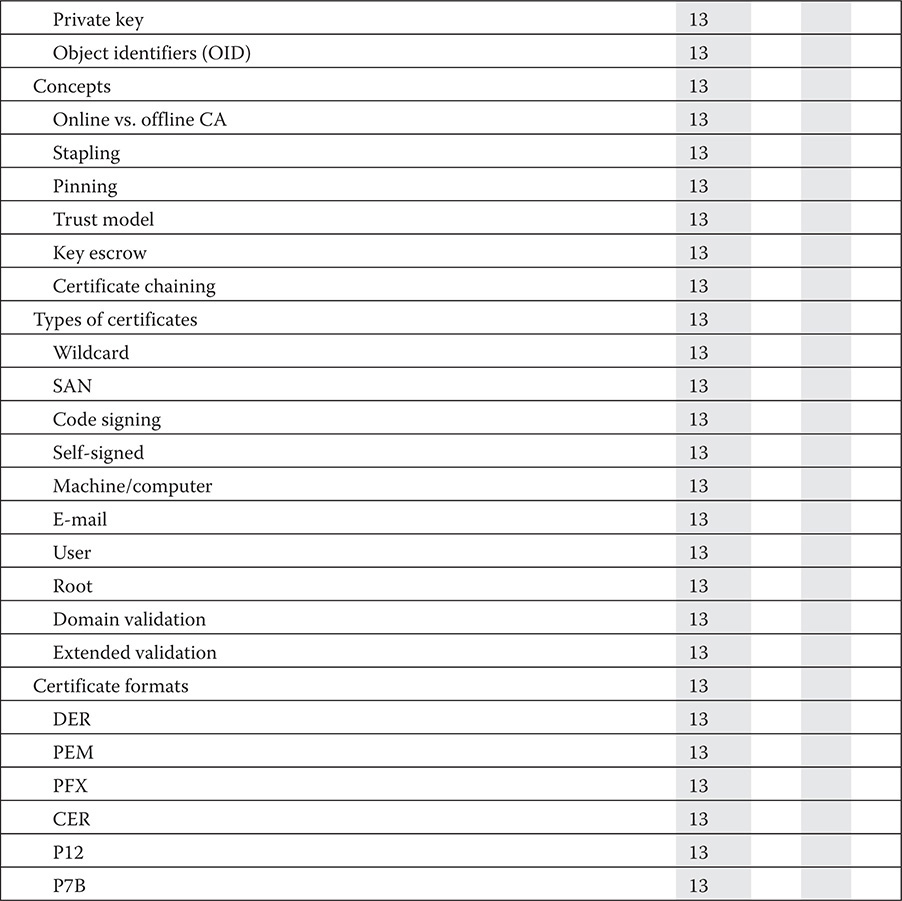 Private key 13
Object identifiers (OID) 13
Concepts 13
Online vs. offline CA 13
Stapling 13
Pinning 13
Trust model 13
Key escrow 13
Certificate chaining 13
Types of certificates 13
Wildcard 13
SAN 13
Code signing 13
Self-signed 13
Machine/computer 13
E-mail 13
User 13
Root 13
Domain validation 13
Extended validation 13
Certificate formats 13
DER 13
PEM 13
PFX 13
CER 13
P12 13
P7B 13